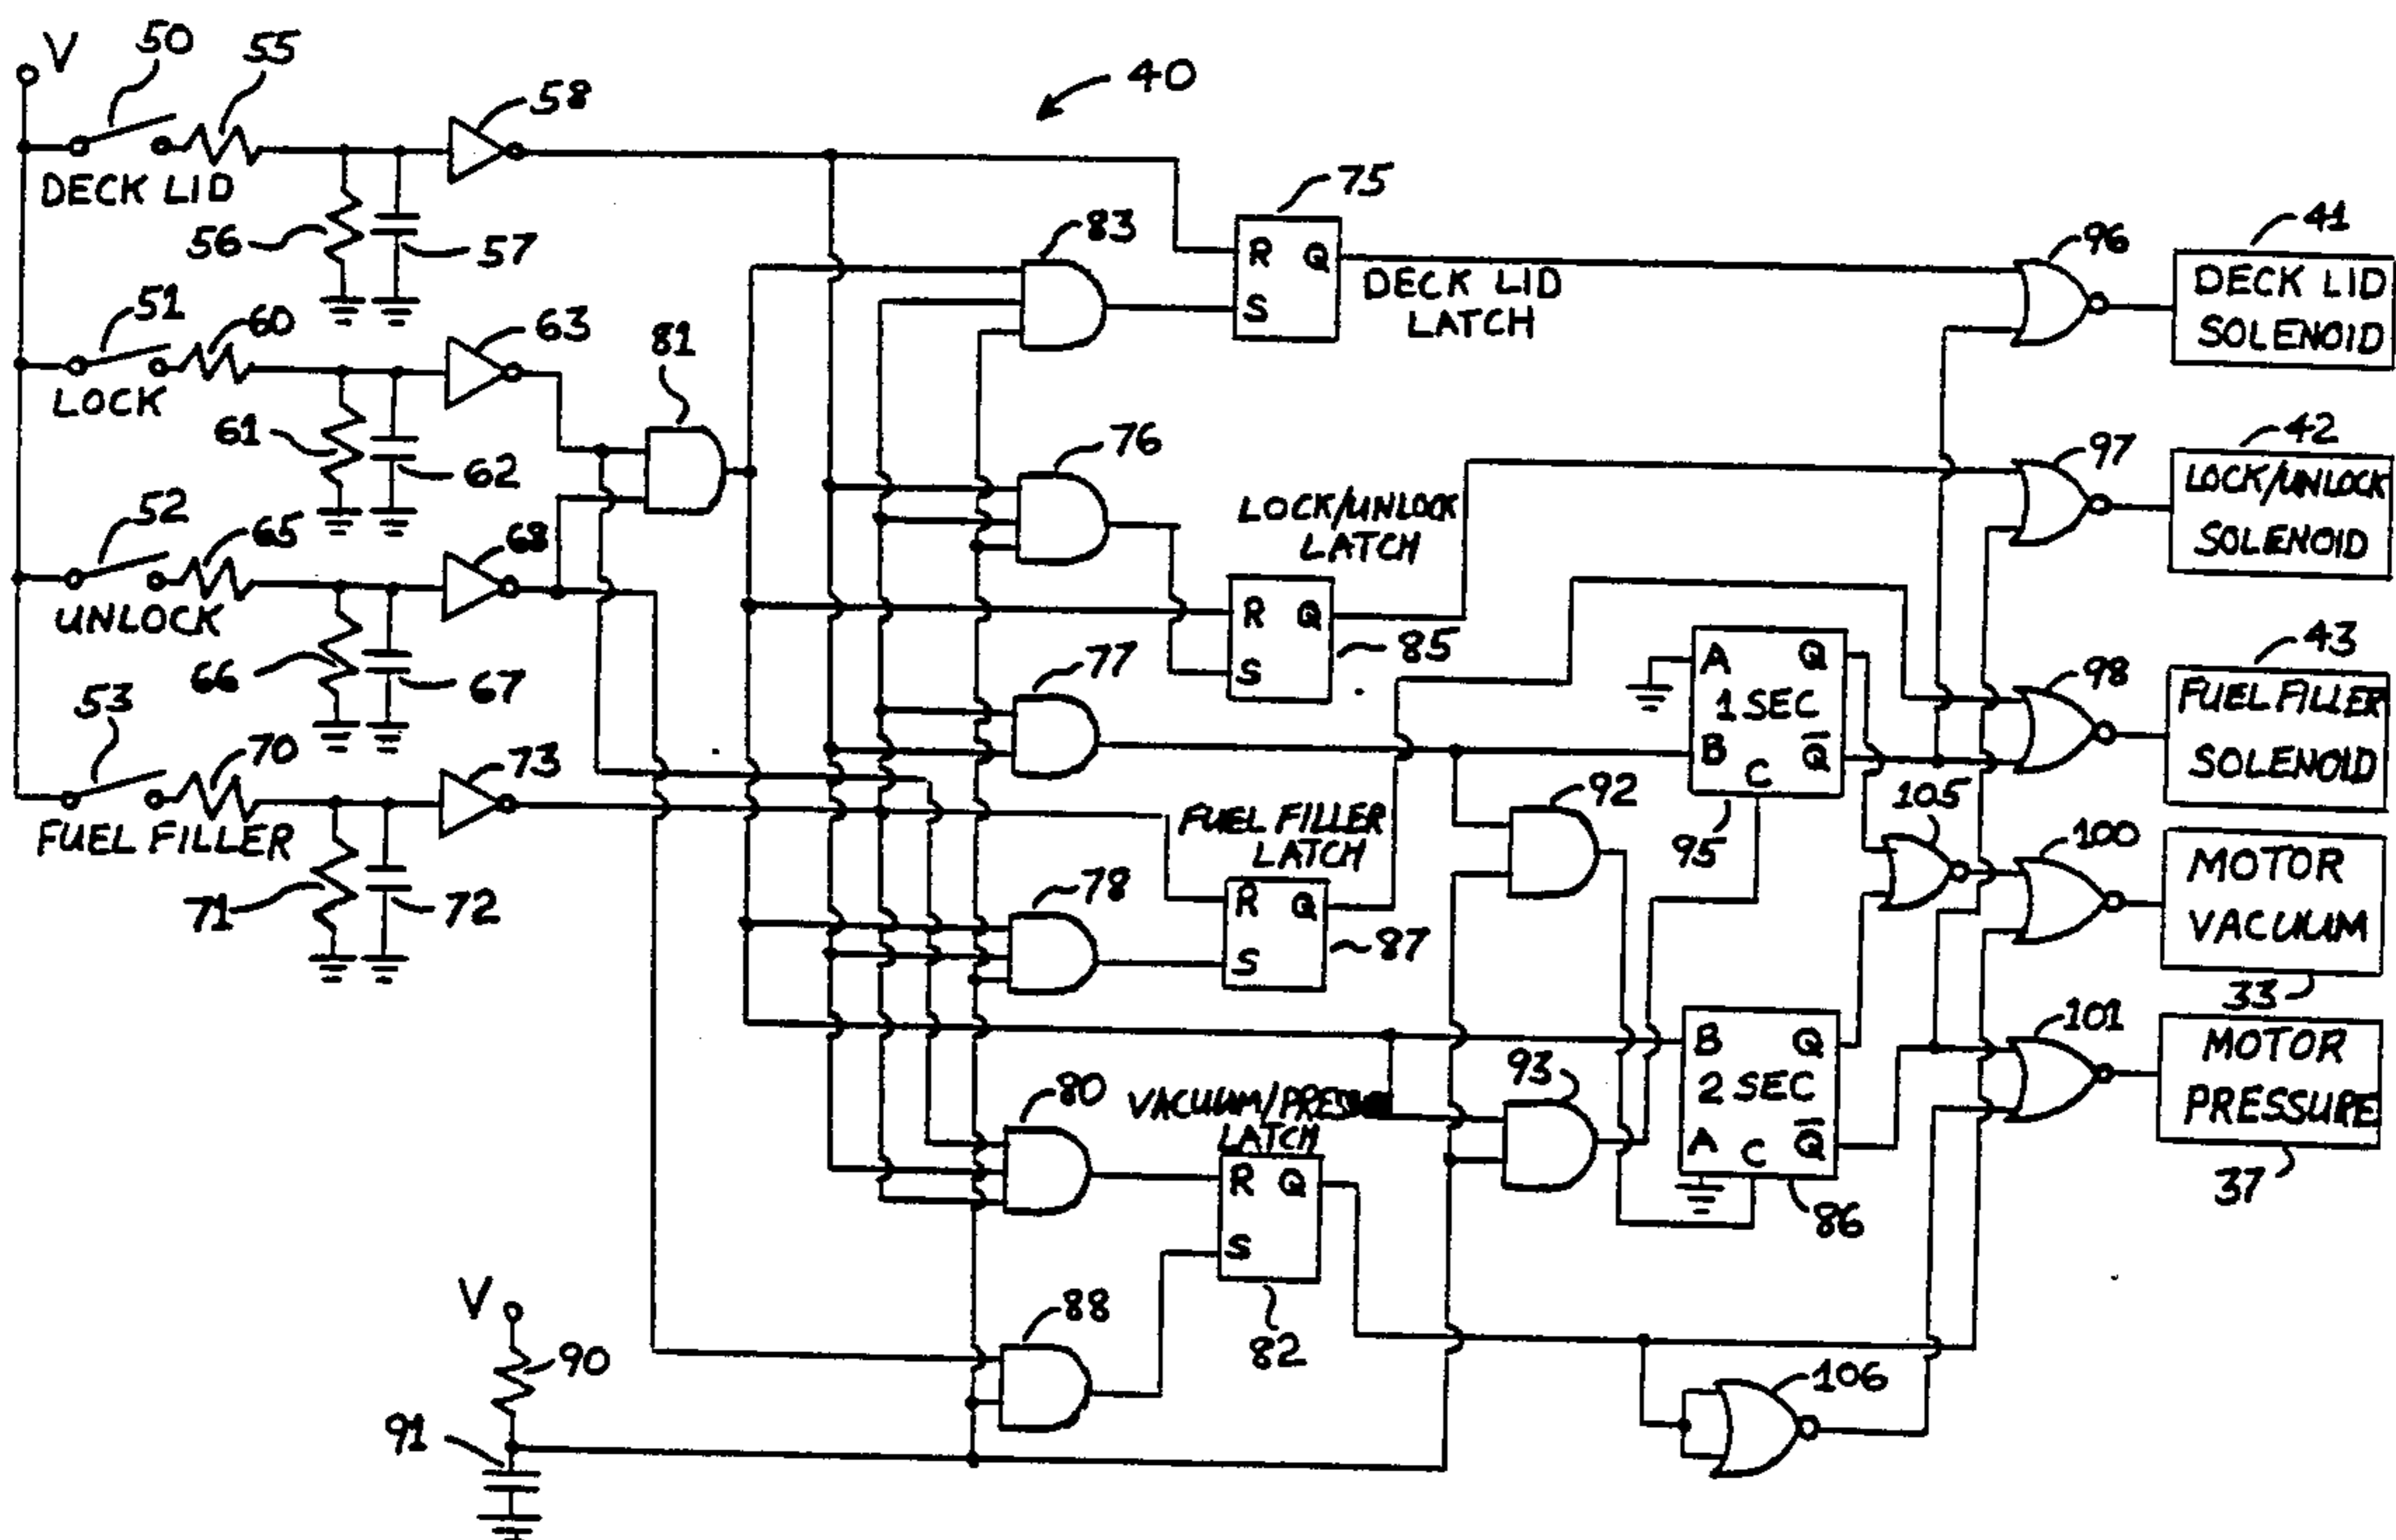 V
50
55
58
40
DECK LID
56
57
83
75
R Q
S
DECK LID
LATCH
96
41
DECK LID
SOLENOID
51
60
63
81
LOCK
61
62
76
LOCK/UNLOCK
LATCH
97
42
LOCK/UNLOCK
SOLENOID
52
65
68
UNLOCK
66
67
77
R Q
S
85
A Q
1 SEC
B C Q̅
95
98
43
FUEL FILLER
SOLENOID
53
70
73
FUEL FILLER
71
72
78
FUEL FILLER
LATCH
R Q
S
87
92
105
100
MOTOR
VACUUM
33
80
VACUUM/PRESSURE
LATCH
R Q
S
82
93
B Q
2 SEC
A C Q̅
86
101
MOTOR
PRESSURE
37
V
90
91
88
106